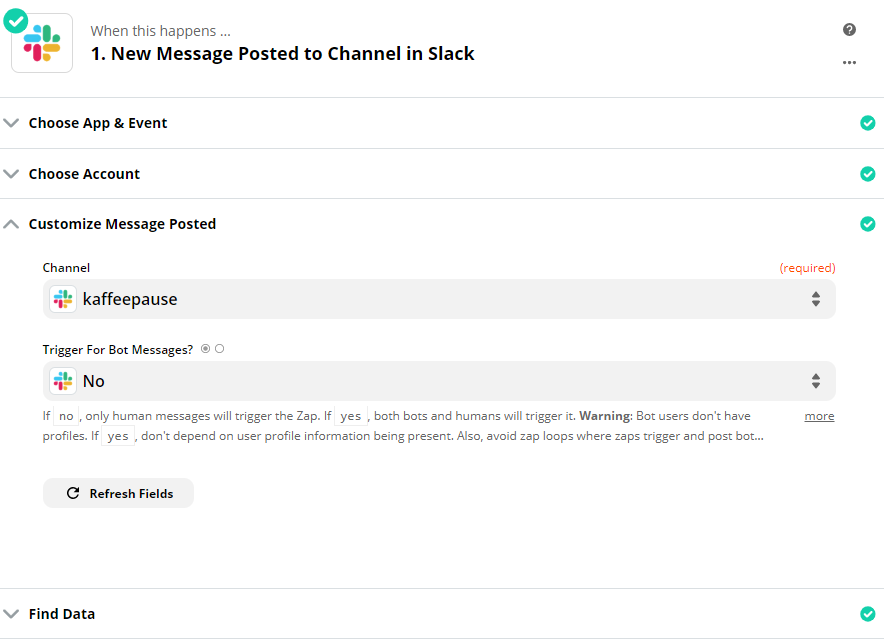 When this happens ...
1. New Message Posted to Channel in Slack
Choose App & Event
Choose Account
Customize Message Posted
Channel (required)
kaffeepause
Trigger For Bot Messages?
No
If no , only human messages will trigger the Zap. If yes , both bots and humans will trigger it. Warning: Bot users don't have more
profiles. If yes , don't depend on user profile information being present. Also, avoid zap loops where zaps trigger and post bot...
Refresh Fields
Find Data